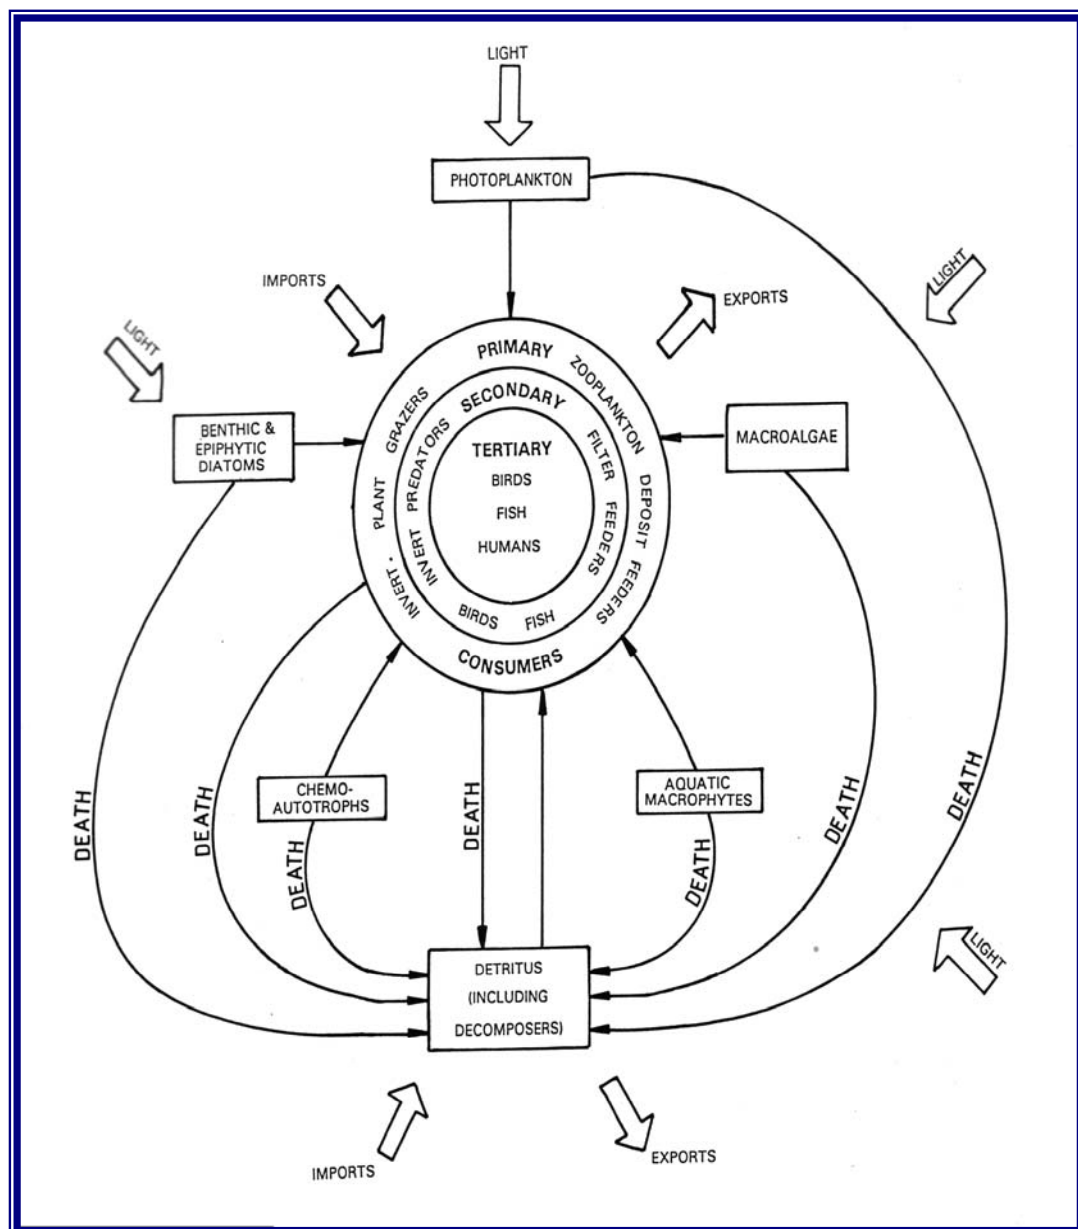 LIGHT
PHOTOPLANKTON
IMPORTS
EXPORTS
LIGHT
LIGHT
BENTHIC &
EPIPHYTIC
DIATOMS
MACROALGAE
PRIMARY
ZOOPLANKTON
DEPOSIT FEEDERS
CONSUMERS
INVERT. PLANT GRAZERS
SECONDARY
FILTER FEEDERS
FISH
BIRDS
INVERT PREDATORS
TERTIARY
BIRDS
FISH
HUMANS
CHEMO-
AUTOTROPHS
AQUATIC
MACROPHYTES
DEATH
DEATH
DEATH
DEATH
DEATH
DEATH
DEATH
LIGHT
DETRITUS
(INCLUDING
DECOMPOSERS)
IMPORTS
EXPORTS